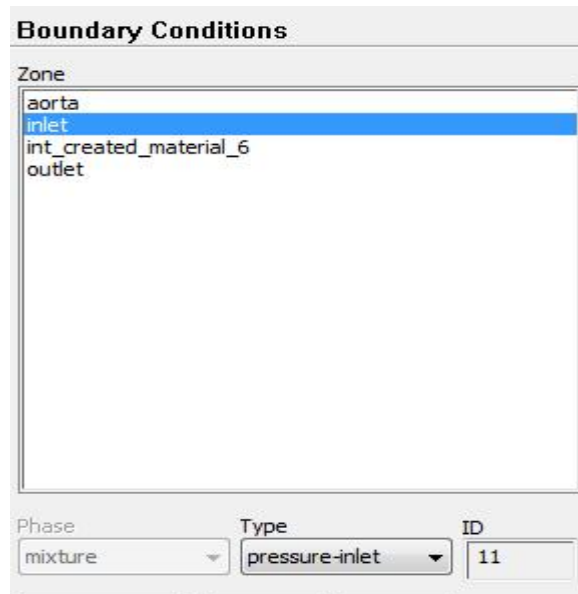 Boundary Conditions
Zone
aorta
inlet
int_created_material_6
outlet
Phase Type ID
mixture pressure-inlet 11